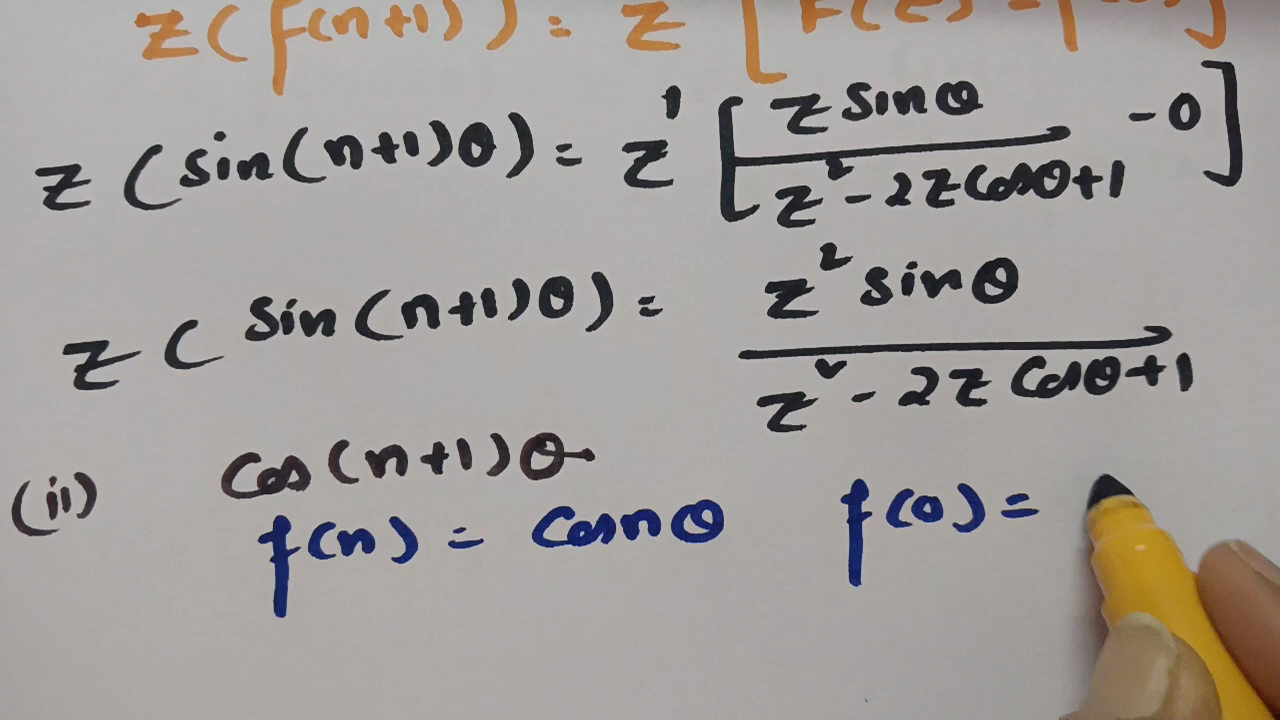 z(f(n+1)) = z [F(z) - f(0)]
z(sin(n+1)θ) = z¹ [z sinθ / z² - 2z cosθ+1 - 0]
z(sin(n+1)θ) = z² sinθ / z² - 2z cosθ+1
(ii) cos(n+1)θ
f(n) = cos nθ f(0) =